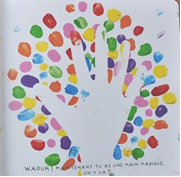 WAOUH! MAINTENANT, TU AS UNE MAIN MAGIQUE.
ON Y VA?